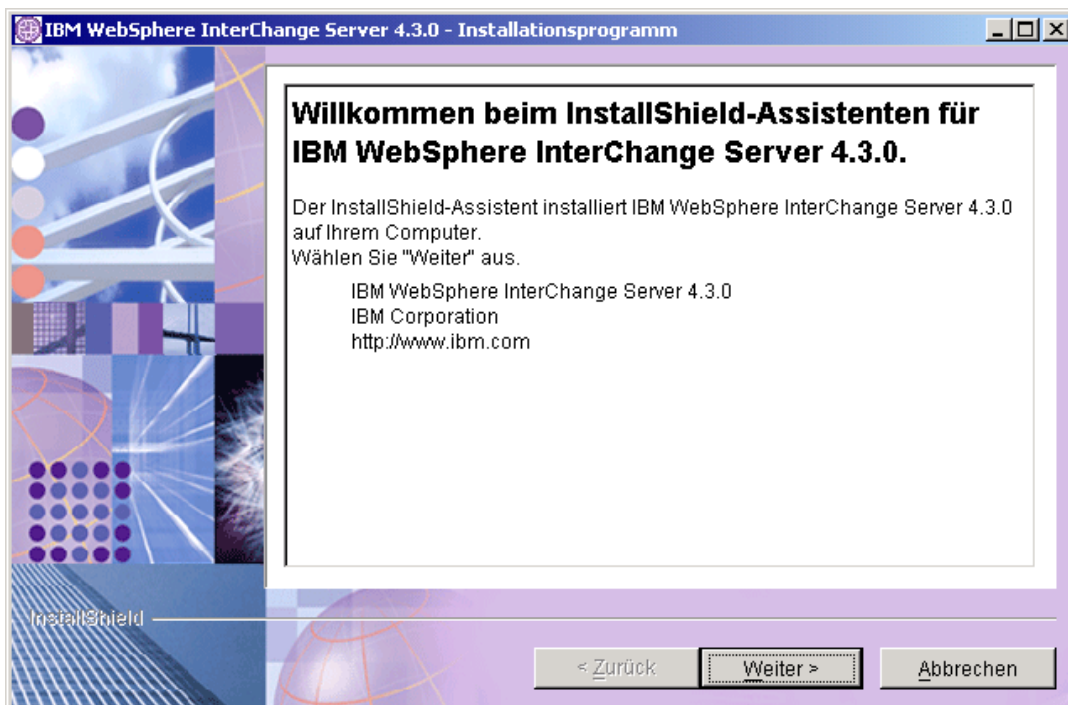 IBM WebSphere InterChange Server 4.3.0 - Installationsprogramm
Willkommen beim InstallShield-Assistenten für
IBM WebSphere InterChange Server 4.3.0.
Der InstallShield-Assistent installiert IBM WebSphere InterChange Server 4.3.0
auf Ihrem Computer.
Wählen Sie "Weiter" aus.
IBM WebSphere InterChange Server 4.3.0
IBM Corporation
http://www.ibm.com
InstallShield
< Zurück
Weiter >
Abbrechen